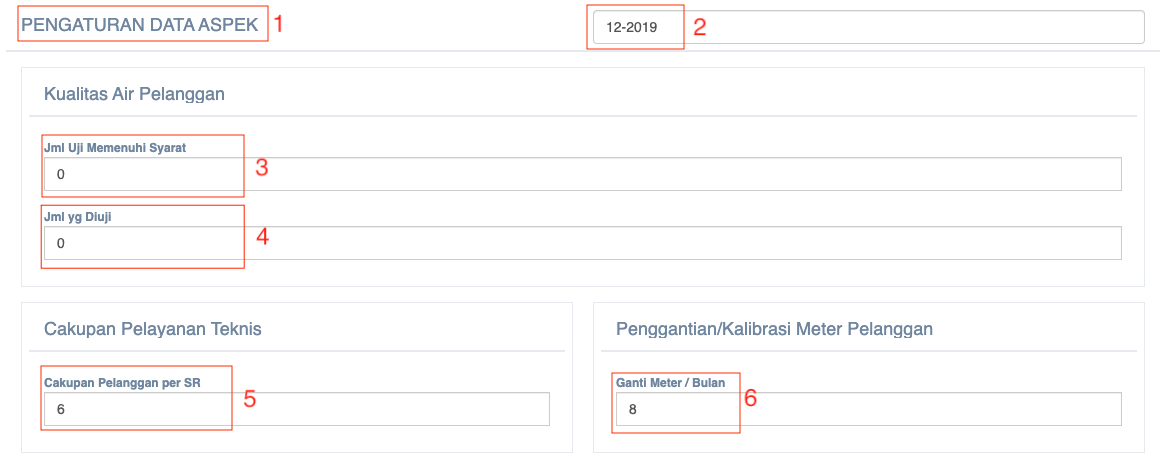 PENGATURAN DATA ASPEK 1
12-2019 2
Kualitas Air Pelanggan
Jml Uji Memenuhi Syarat
0
3
Jml yg Diuji
0
4
Cakupan Pelayanan Teknis
Cakupan Pelanggan per SR
6
5
Penggantian/Kalibrasi Meter Pelanggan
Ganti Meter / Bulan
8
6